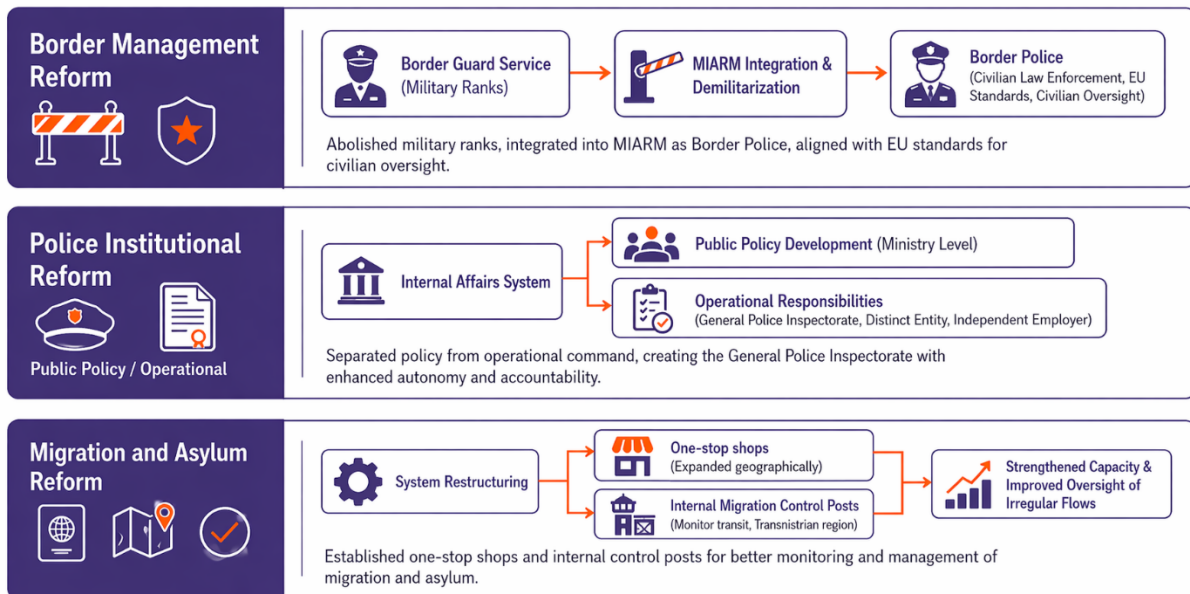 Border Management
Reform
Border Guard Service
(Military Ranks)
MIARM Integration &
Demilitarization
Border Police
(Civilian Law Enforcement, EU
Standards, Civilian Oversight)
Abolished military ranks, integrated into MIARM as Border Police, aligned with EU standards for
civilian oversight.
Police Institutional
Reform
Public Policy / Operational
Internal Affairs System
Public Policy Development (Ministry Level)
Operational Responsibilities
(General Police Inspectorate, Distinct Entity, Independent Employer)
Separated policy from operational command, creating the General Police Inspectorate with
enhanced autonomy and accountability.
Migration and Asylum
Reform
System Restructuring
One-stop shops
(Expanded geographically)
Internal Migration Control Posts
(Monitor transit, Transnistrian region)
Strengthened Capacity &
Improved Oversight of
Irregular Flows
Established one-stop shops and internal control posts for better monitoring and management of
migration and asylum.